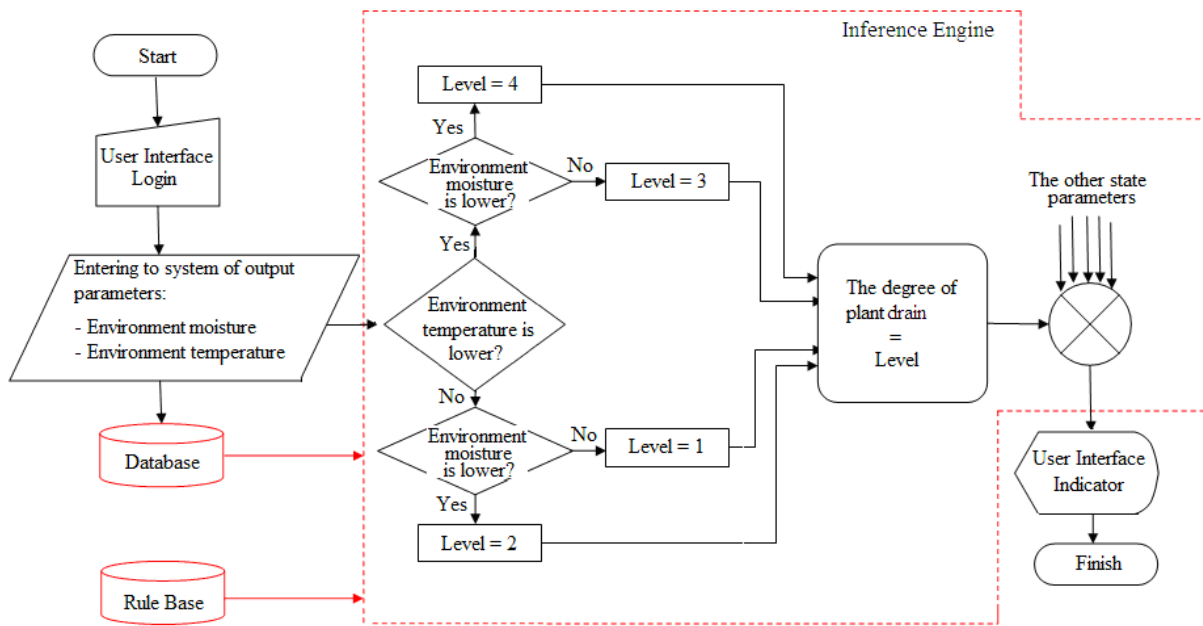 Inference Engine
Start
User Interface
Login
Entering to system of output
parameters:
- Environment moisture
- Environment temperature
Database
Rule Base
Level = 4
Yes
Environment
moisture
is lower?
No
Level = 3
Yes
Environment
temperature is
lower?
No
Environment
moisture
is lower?
No
Level = 1
Yes
Level = 2
The degree of
plant drain
=
Level
The other state
parameters
User Interface
Indicator
Finish